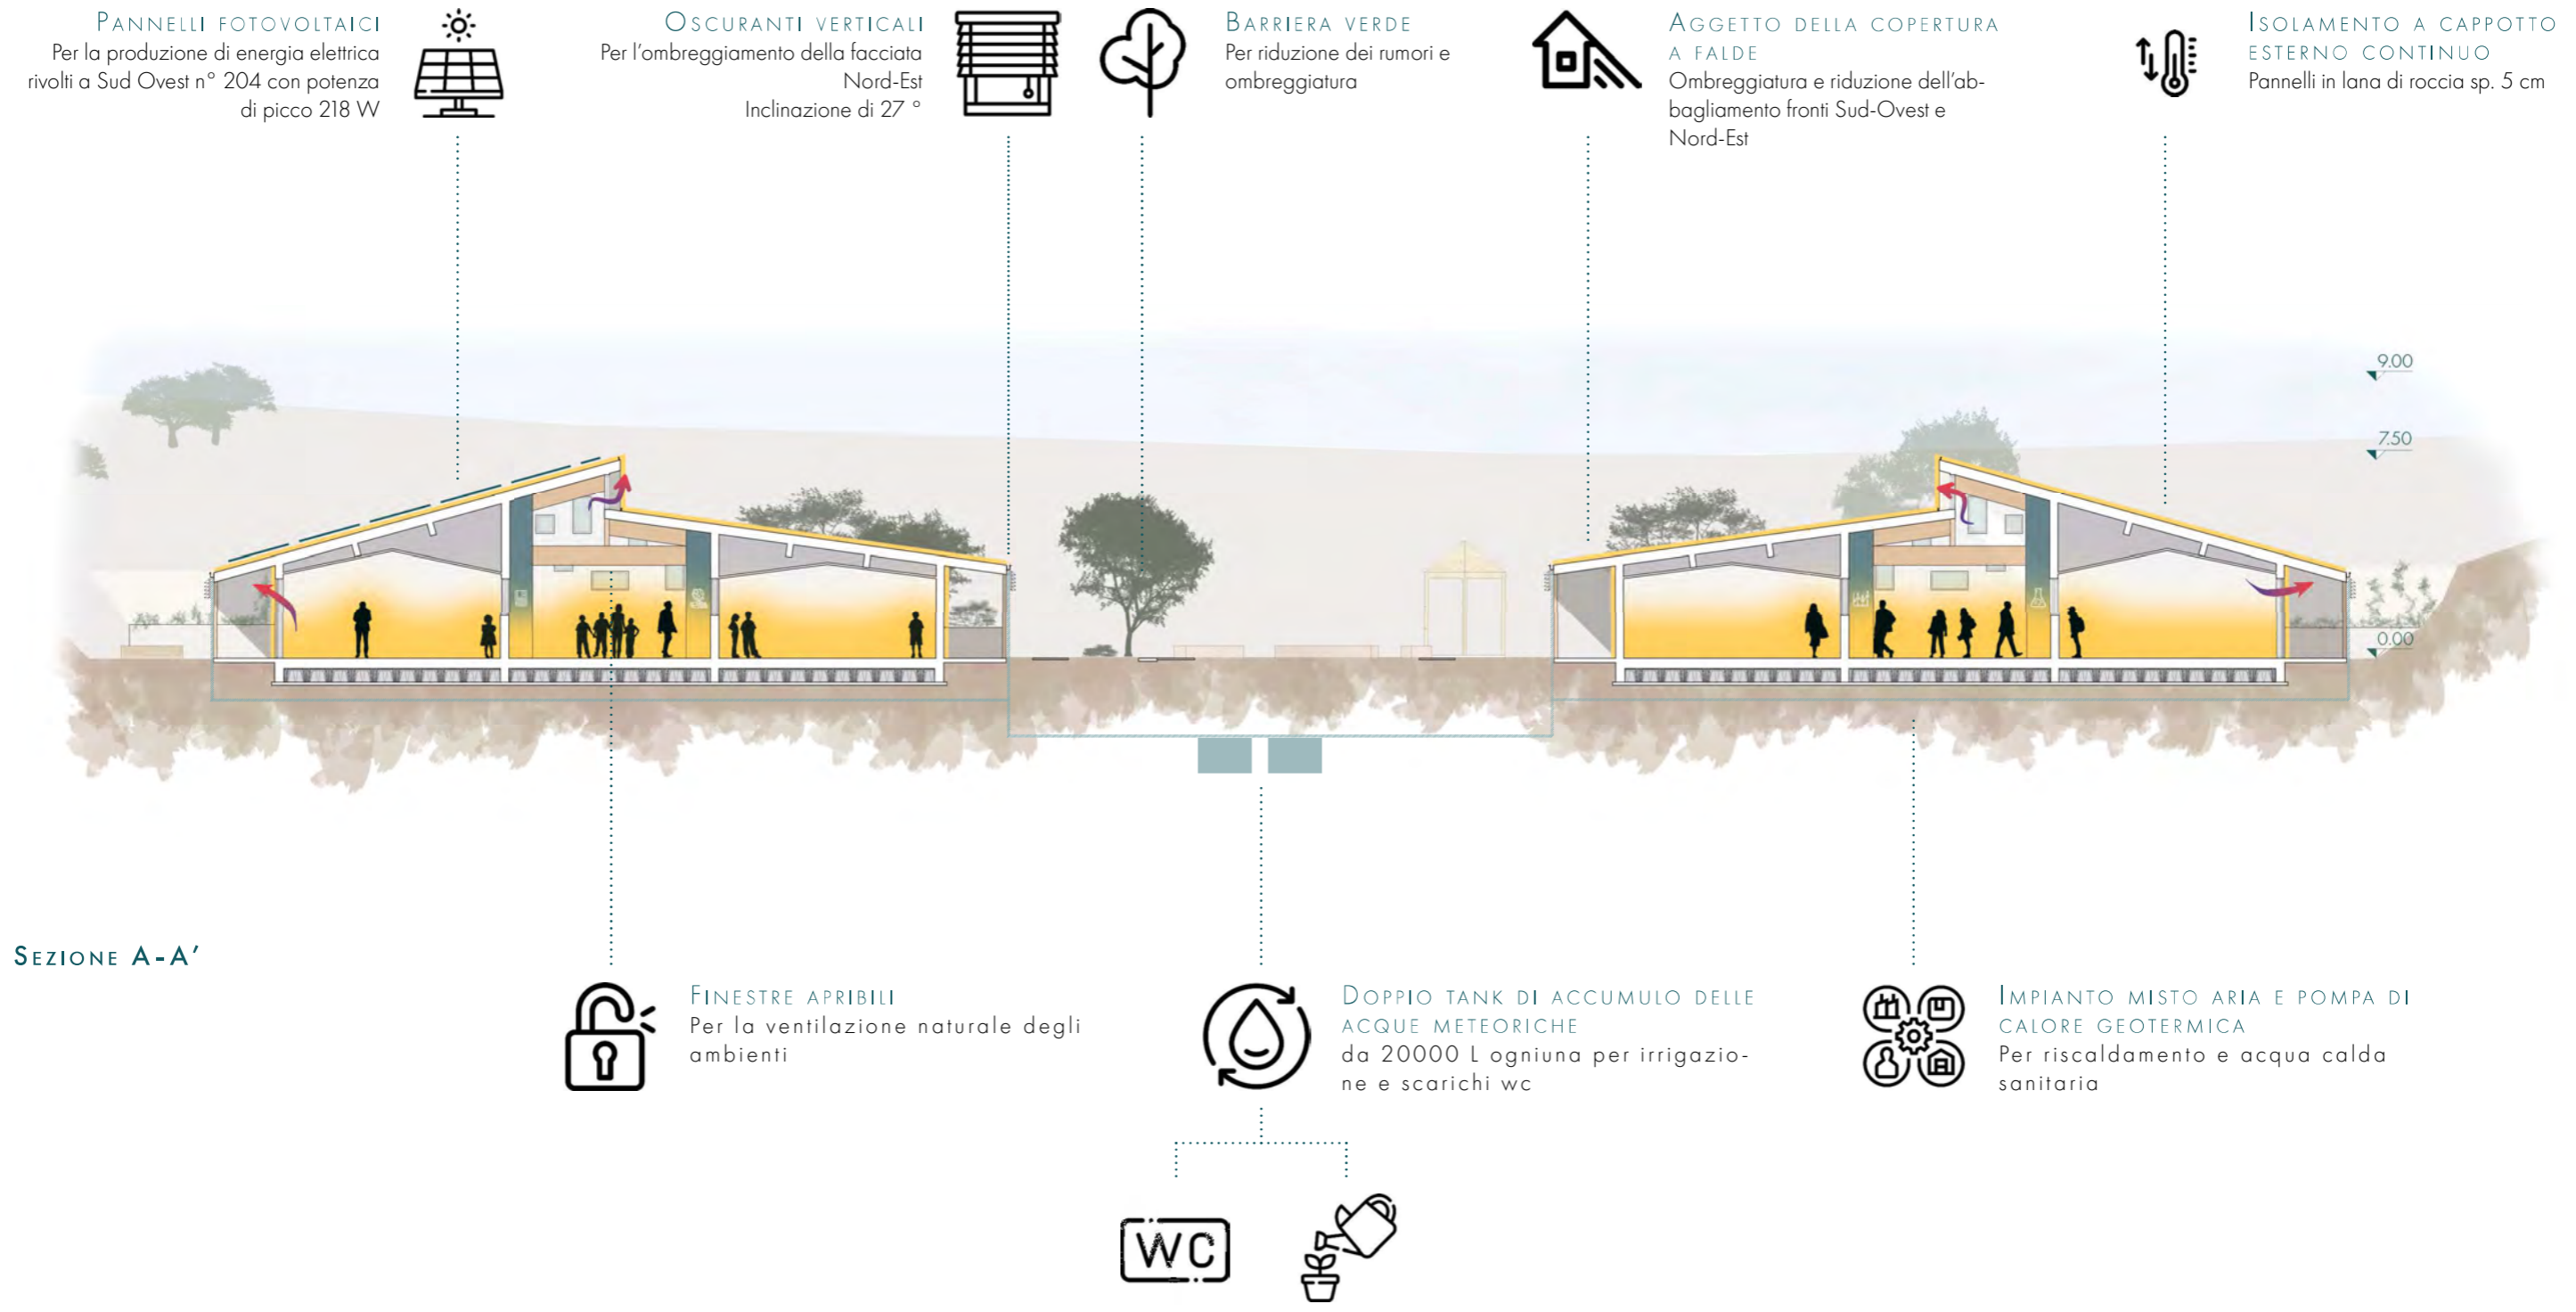 PANNELLI FOTOVOLTAICI
Per la produzione di energia elettrica
rivolti a Sud Ovest n° 204 con potenza
di picco 218 W
OSCURANTI VERTICALI
Per l'ombreggiamento della facciata
Nord-Est
Inclinazione di 27 °
BARRIERA VERDE
Per riduzione dei rumori e
ombreggiatura
AGGETTO DELLA COPERTURA
A FALDE
Ombreggiatura e riduzione dell'ab-
bagliamento fronti Sud-Ovest e
Nord-Est
ISOLAMENTO A CAPPOTTO
ESTERNO CONTINUO
Pannelli in lana di roccia sp. 5 cm
9.00
7.50
0.00
SEZIONE A-A'
FINESTRE APRIBILI
Per la ventilazione naturale degli
ambienti
DOPPIO TANK DI ACCUMULO DELLE
ACQUE METEORICHE
da 20000 L ogniuna per irrigazio-
ne e scarichi wc
IMPIANTO MISTO ARIA E POMPA DI
CALORE GEOTERMICA
Per riscaldamento e acqua calda
sanitaria
WC